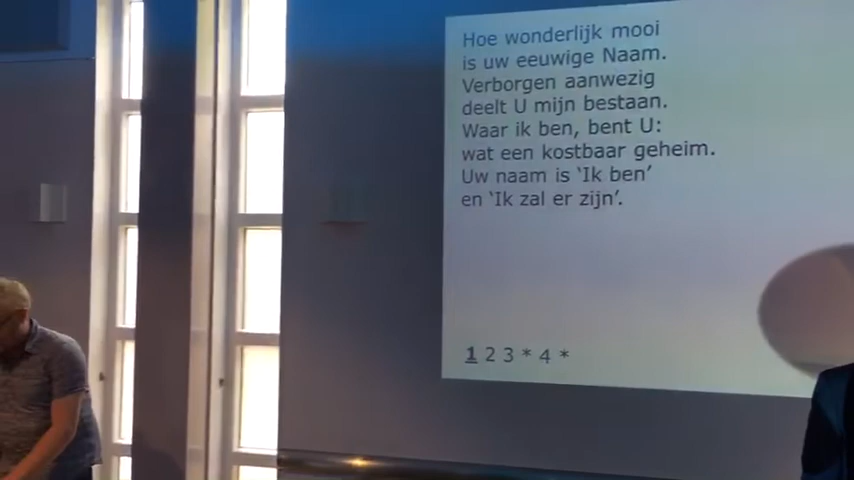 Hoe wonderlijk mooi
is uw eeuwige Naam.
Verborgen aanwezig
deelt U mijn bestaan.
Waar ik ben, bent U:
wat een kostbaar geheim.
Uw naam is ‘Ik ben’
en ‘Ik zal er zijn’.
1 2 3 * 4 *